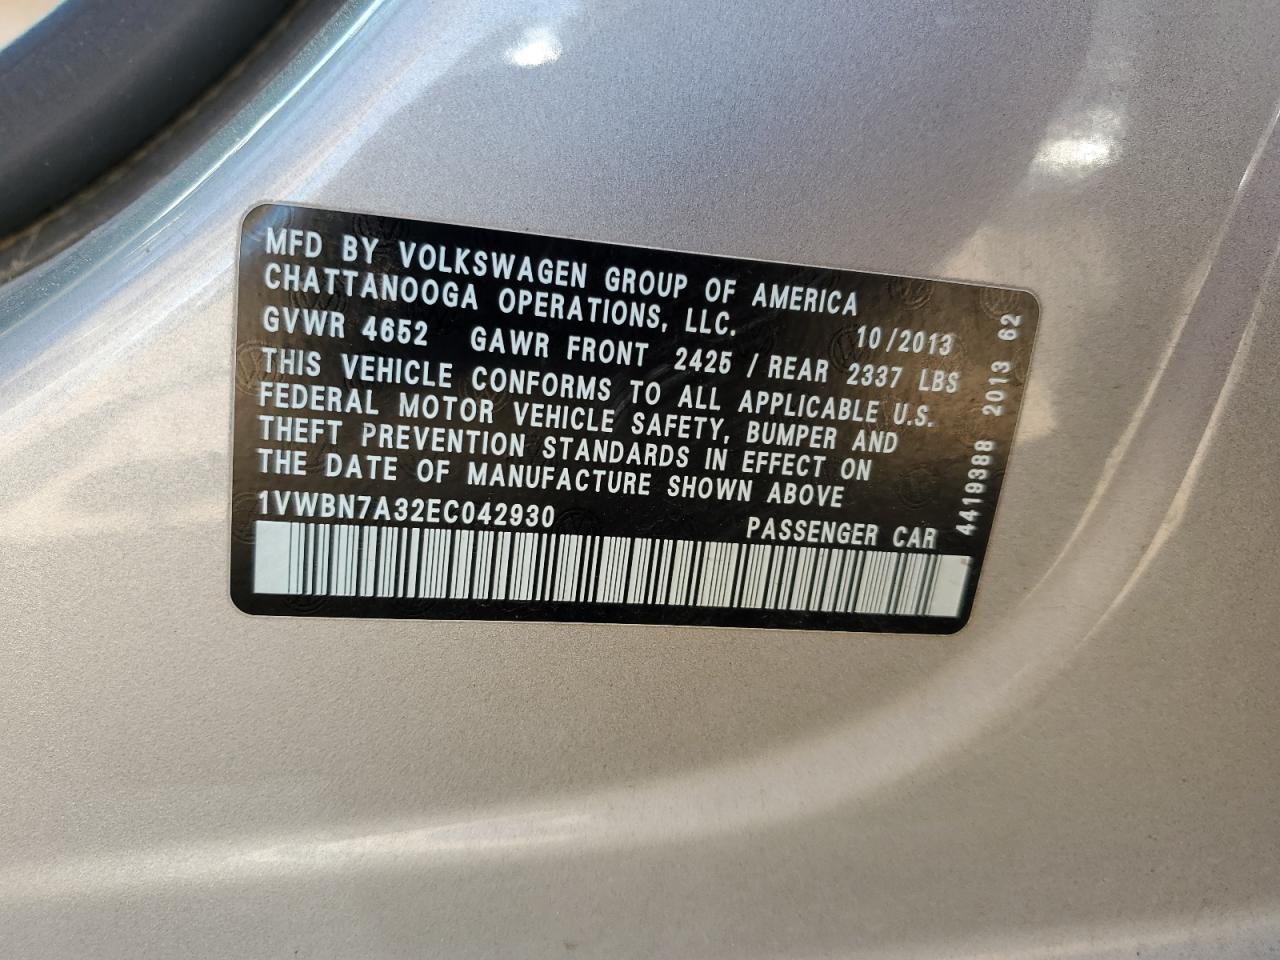 MFD BY VOLKSWAGEN GROUP OF AMERICA
CHATTANOOGA OPERATIONS, LLC. 10/2013
GVWR 4652 GAWR FRONT 2425 / REAR 2337 LBS
THIS VEHICLE CONFORMS TO ALL APPLICABLE U.S.
FEDERAL MOTOR VEHICLE SAFETY, BUMPER AND
THEFT PREVENTION STANDARDS IN EFFECT ON
THE DATE OF MANUFACTURE SHOWN ABOVE
1VWBN7A32EC042930 PASSENGER CAR
4419388 2013 62